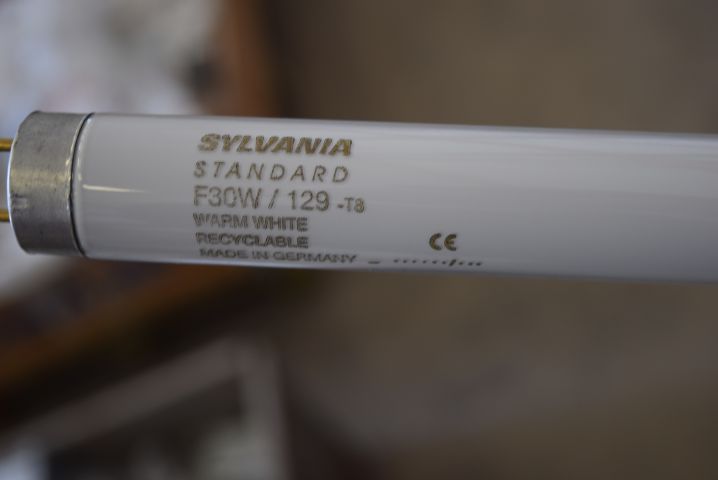 SYLVANIA
STANDARD
F30W / 129 -T8
WARM WHITE
RECYCLABLE
MADE IN GERMANY
CE